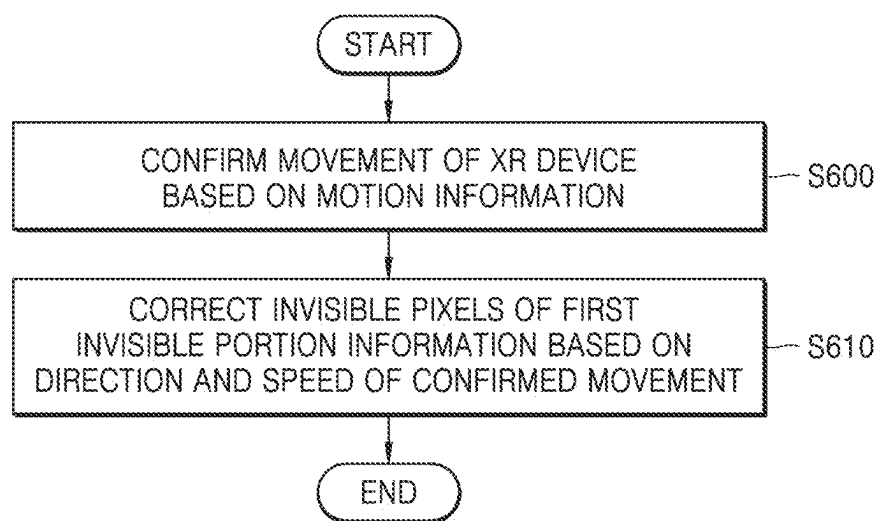 START
CONFIRM MOVEMENT OF XR DEVICE
BASED ON MOTION INFORMATION
S600
CORRECT INVISIBLE PIXELS OF FIRST
INVISIBLE PORTION INFORMATION BASED ON
DIRECTION AND SPEED OF CONFIRMED MOVEMENT
S610
END